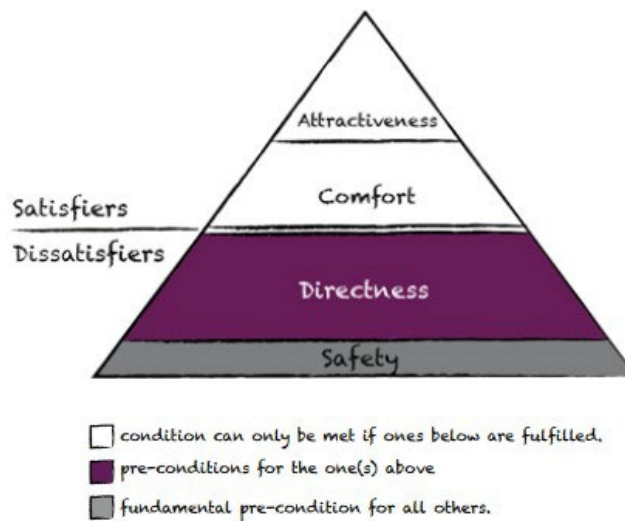 Attractiveness
Comfort
Satisfiers
Dissatisfiers
Directness
Safety
condition can only be met if ones below are fulfilled.
pre-conditions for the one(s) above
fundamental pre-condition for all others.